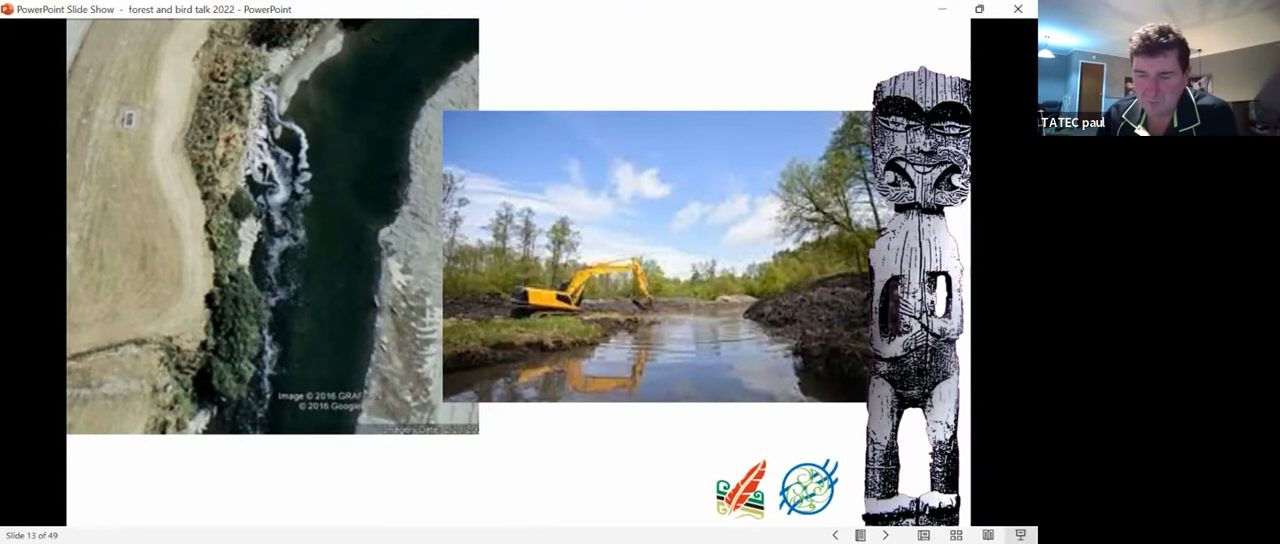 PowerPoint Slide Show - forest and bird talk 2022 - PowerPoint
TATEC paul
Image © 2016
© 2016 Google
Slide 13 of 49